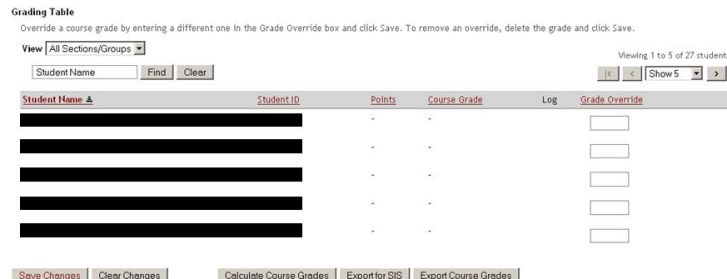 Grading Table
Override a course grade by entering a different one in the Grade Override box and click Save. To remove an override, delete the grade and click Save.
View All Sections/Groups
Viewing 1 to 5 of 27 student
Student Name Find Clear |< < Show 5 >
Student Name Student ID Points Course Grade Log Grade Override
- -
- -
- -
- -
- -
Save Changes Clear Changes Calculate Course Grades Export for SIS Export Course Grades